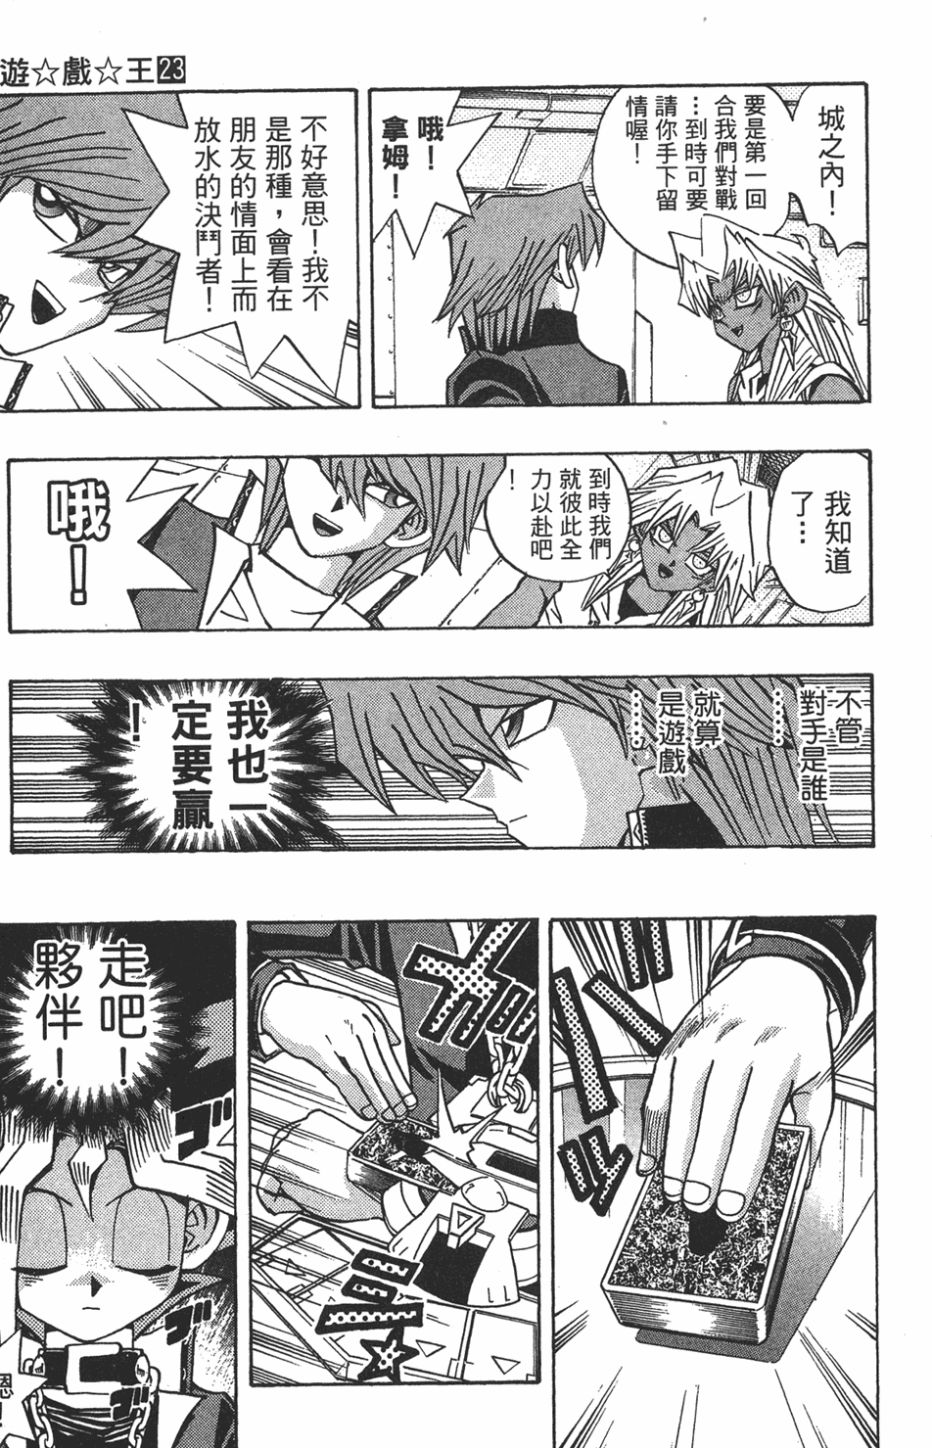 遊☆戲☆王23
城之內！
要是第一回
合我們對戰
…到時可要
請你手下留
情喔！
哦！
拿姆！
不好意思！我不
是那種，會看在
朋友的情面上而
放水的決鬥者！
我知道
了…
到時我們
就彼此全
力以赴吧
！
哦！
不管
對手是誰
……
就算
是遊戲
……
我也一
定要贏
！
走吧！
夥伴！
嗯！